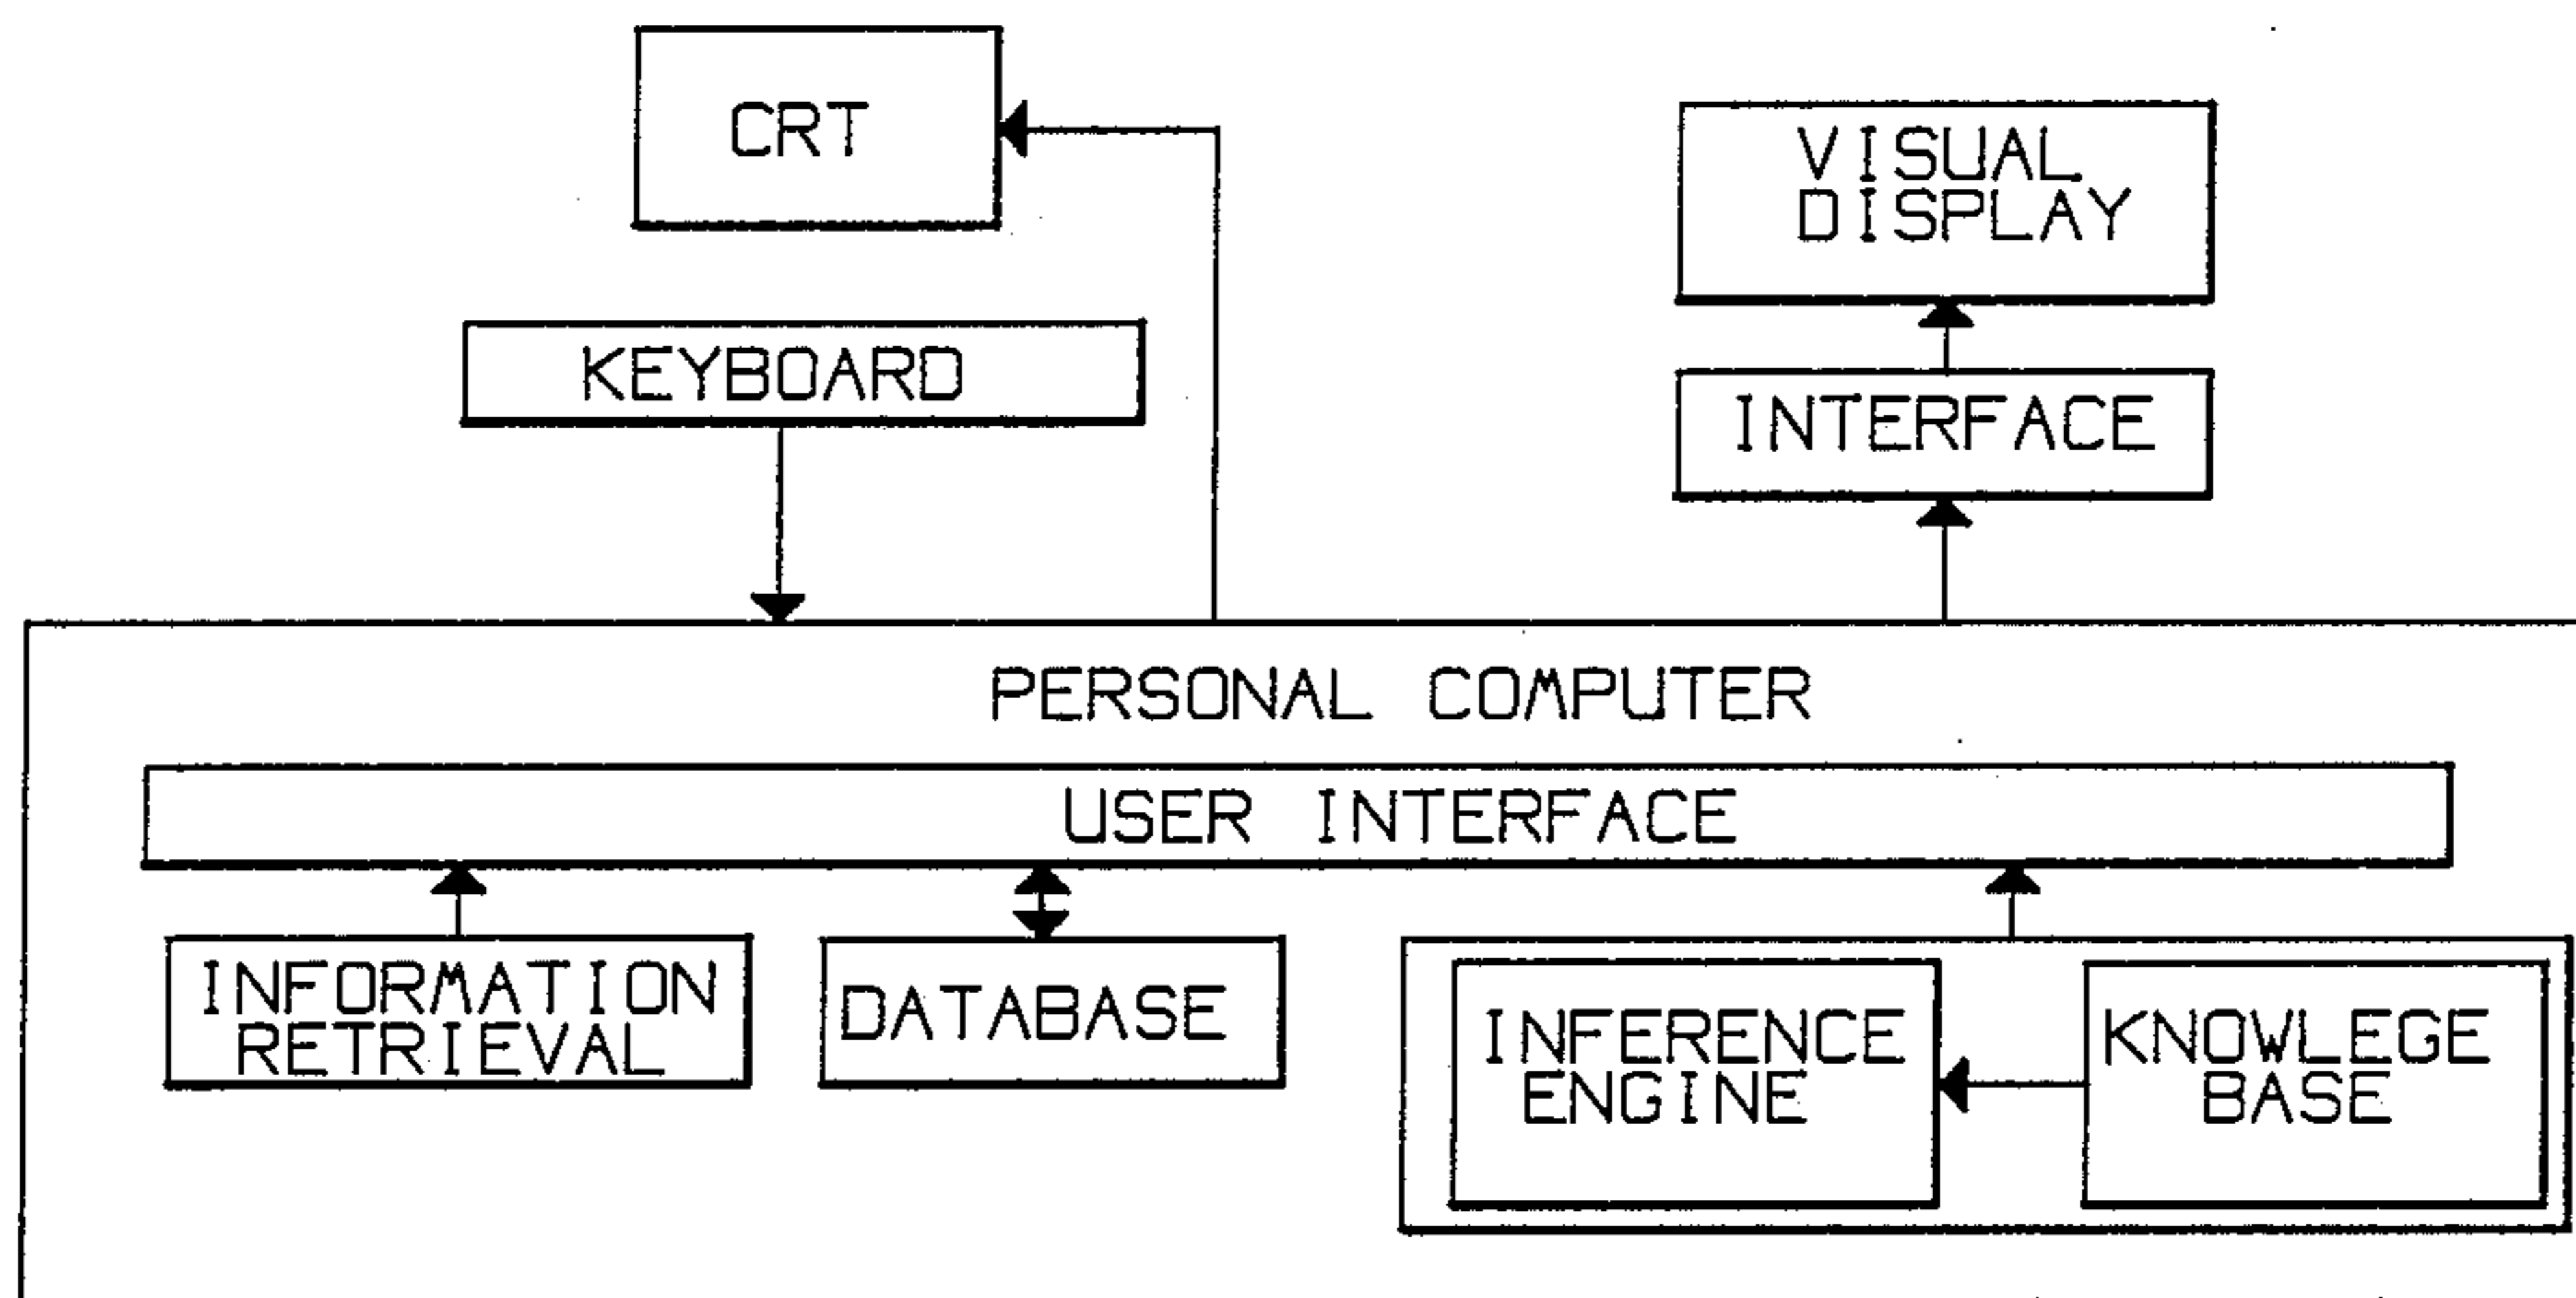 CRT
VISUAL
DISPLAY
KEYBOARD
INTERFACE
PERSONAL COMPUTER
USER INTERFACE
INFORMATION
RETRIEVAL
DATABASE
INFERENCE
ENGINE
KNOWLEGE
BASE